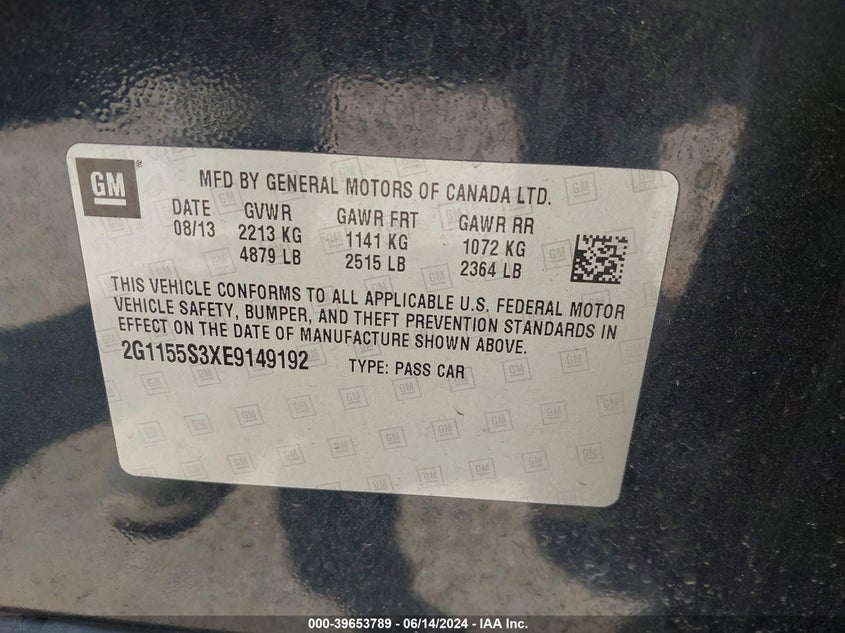 GM
MFD BY GENERAL MOTORS OF CANADA LTD.
DATE GVWR GAWR FRT GAWR RR
08/13 2213 KG 1141 KG 1072 KG
4879 LB 2515 LB 2364 LB
THIS VEHICLE CONFORMS TO ALL APPLICABLE U.S. FEDERAL MOTOR
VEHICLE SAFETY, BUMPER, AND THEFT PREVENTION STANDARDS IN
EFFECT ON THE DATE OF MANUFACTURE SHOWN ABOVE.
2G1155S3XE9149192 TYPE: PASS CAR
000-39653789 - 06/14/2024 - IAA Inc.